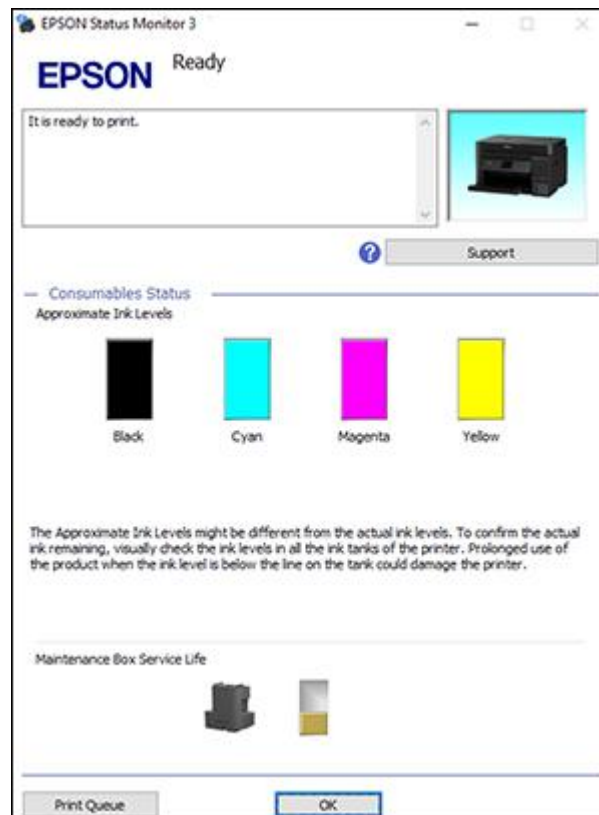 EPSON Status Monitor 3
EPSON
Ready
It is ready to print.
?
Support
Consumables Status
Approximate Ink Levels
Black Cyan Magenta Yellow
The Approximate Ink Levels might be different from the actual ink levels. To confirm the actual
ink remaining, visually check the ink levels in all the ink tanks of the printer. Prolonged use of
the product when the ink level is below the line on the tank could damage the printer.
Maintenance Box Service Life
Print Queue OK